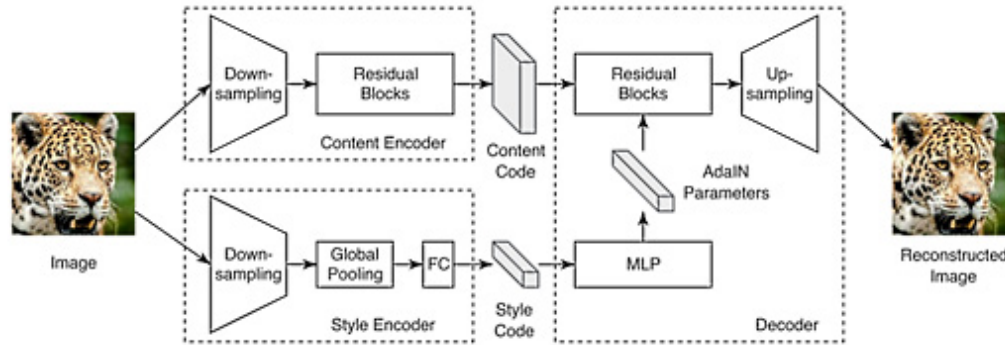 Down-
sampling
Residual
Blocks
Content Encoder
Content
Code
Residual
Blocks
Up-
sampling
AdaIN
Parameters
Image
Down-
sampling
Global
Pooling
FC
Style Encoder
Style
Code
MLP
Decoder
Reconstructed
Image